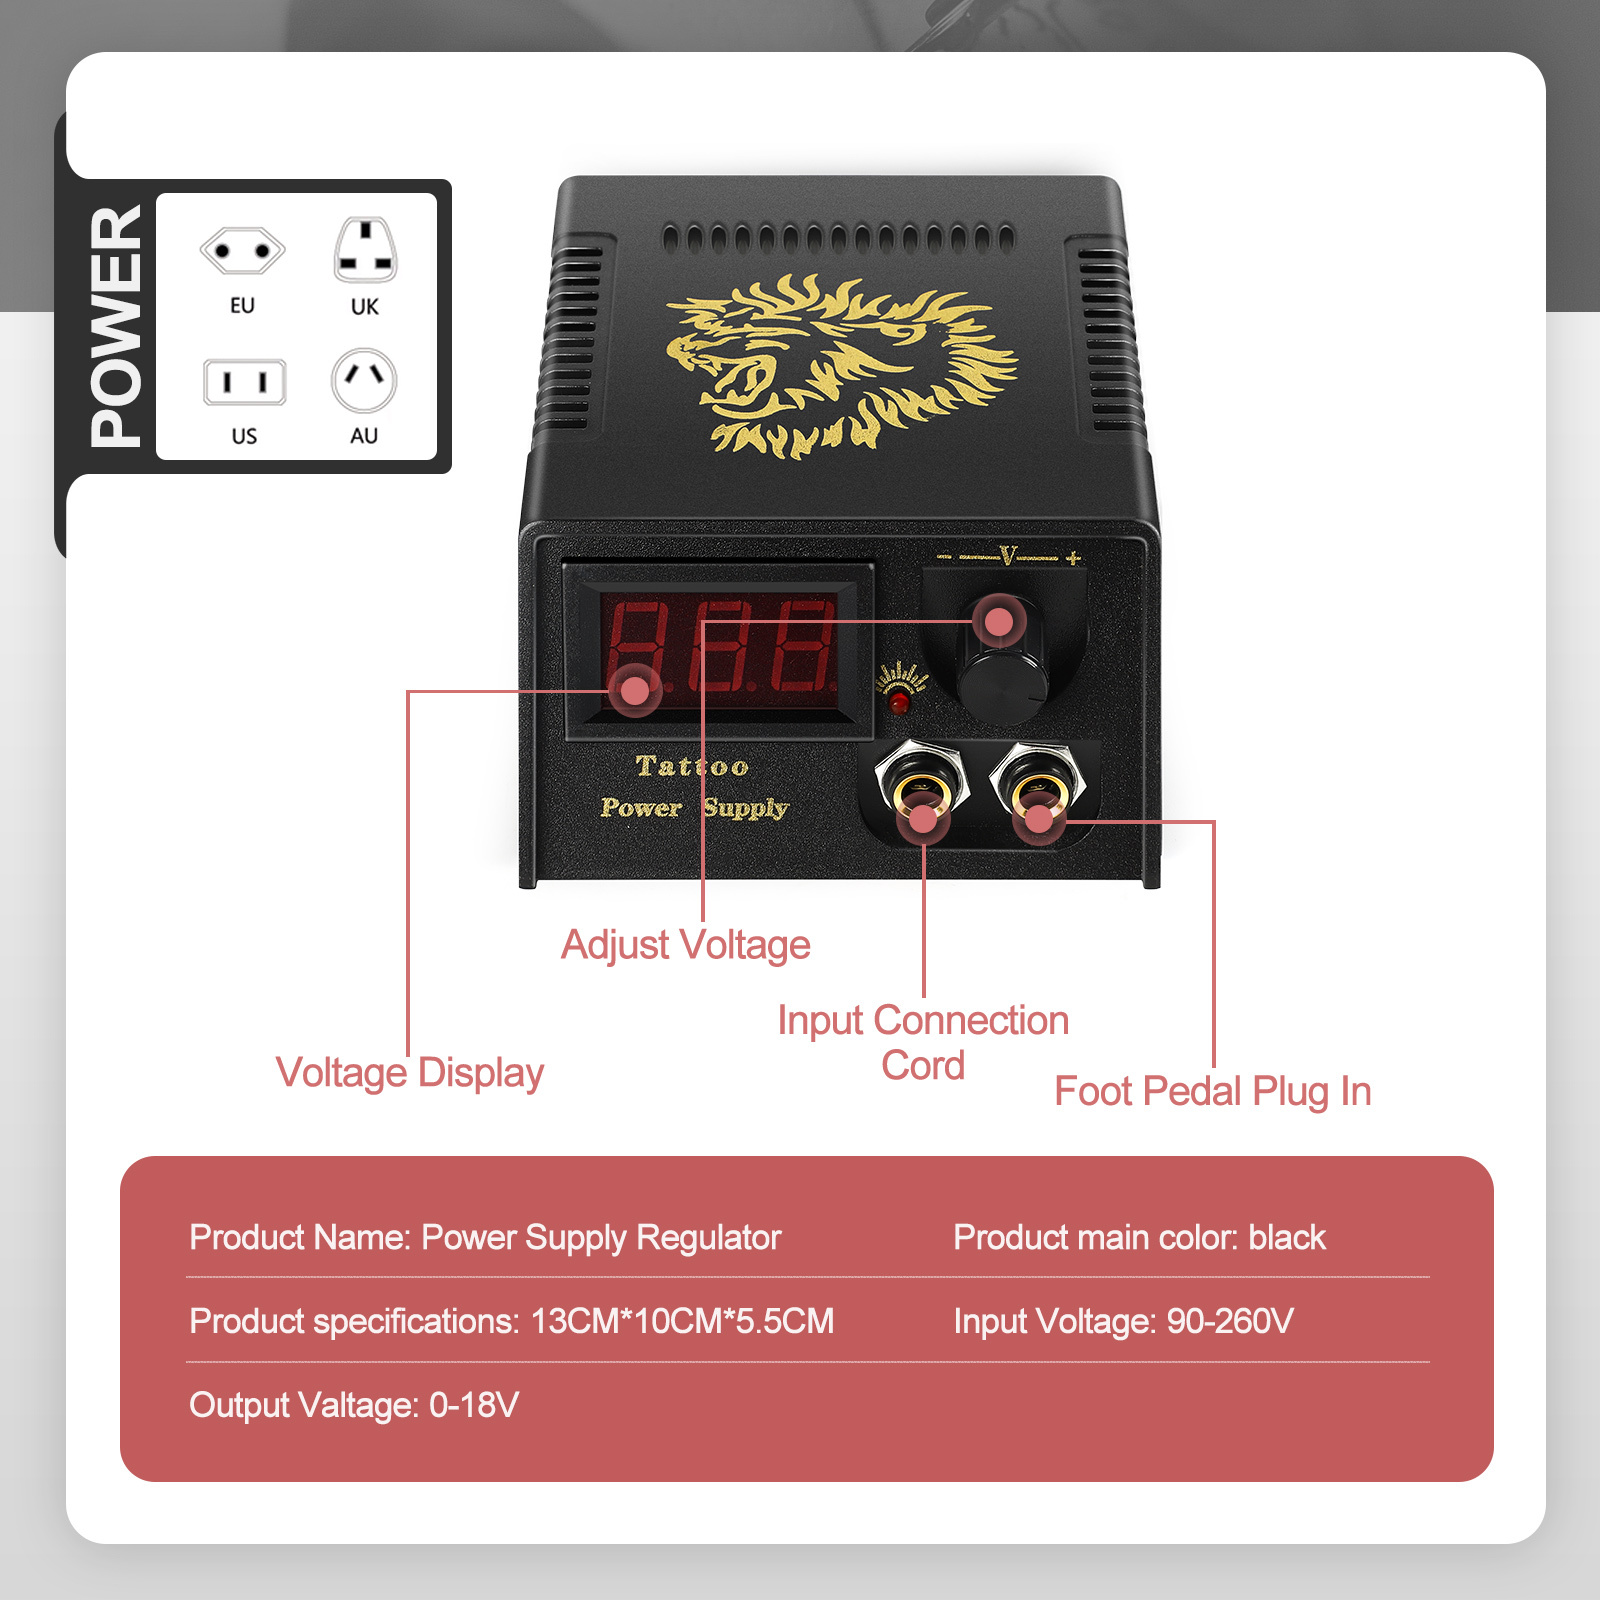 POWER
EU
UK
US
AU
- V +
Tattoo
Power Supply
Adjust Voltage
Input Connection
Cord
Voltage Display
Foot Pedal Plug In
Product Name: Power Supply Regulator
Product main color: black
Product specifications: 13CM*10CM*5.5CM
Input Voltage: 90-260V
Output Valtage: 0-18V